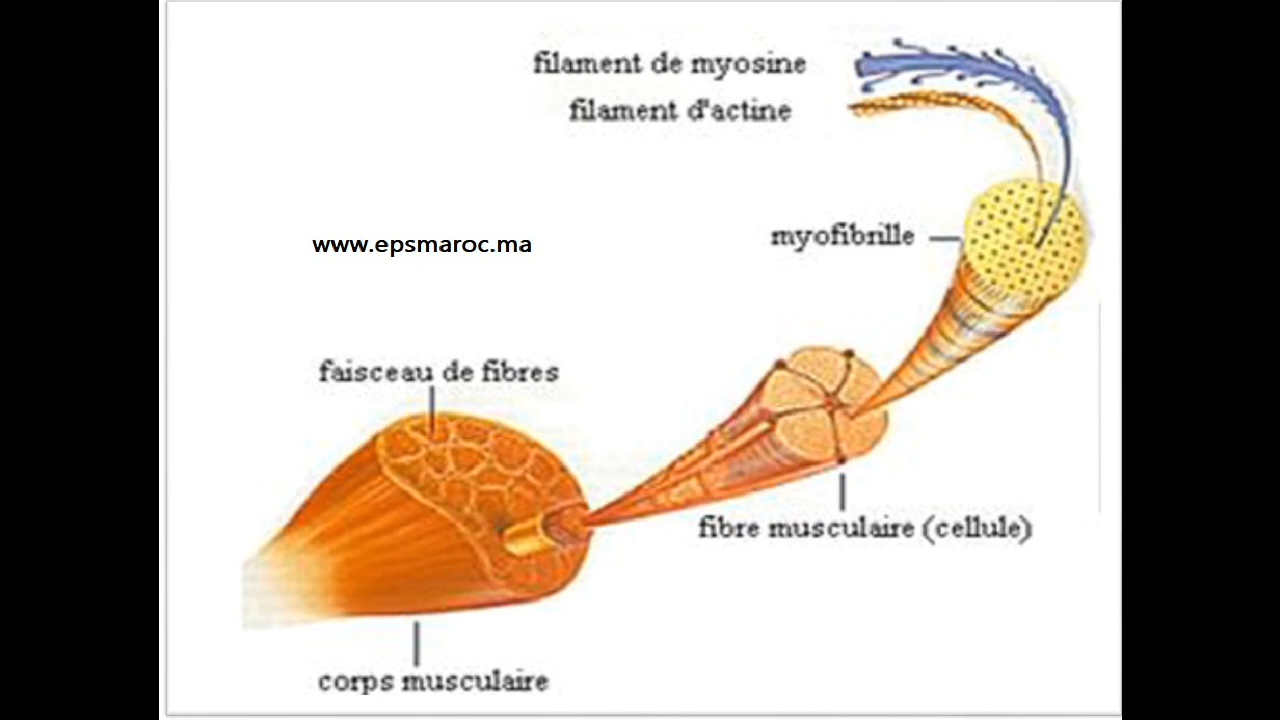 filament de myosine
filament d'actine
myofibrille
www.epsmaroc.ma
faisceau de fibres
fibre musculaire (cellule)
corps musculaire